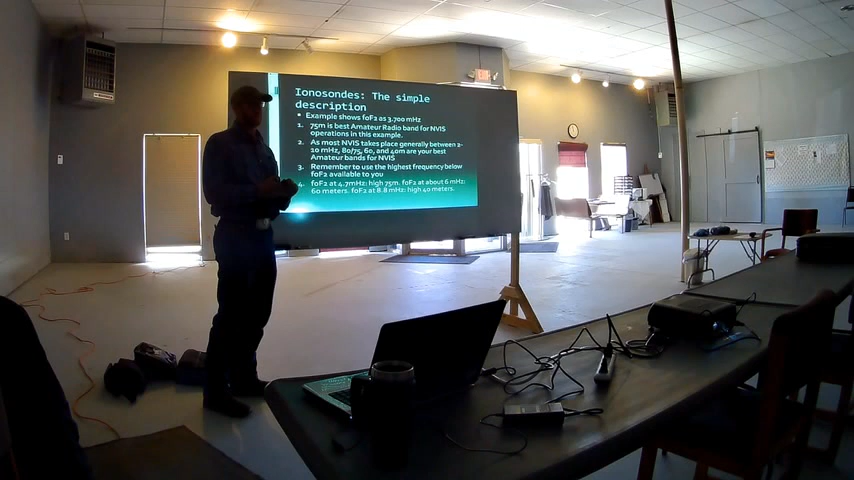 EXIT
Ionosondes: The simple
description
▪ Example shows foF2 as 3.700 mHz
1. 75m is best Amateur Radio band for NVIS
operations in this example.
2. As most NVIS takes place generally between 2-
10 mHz, 80/75, 60, and 40m are your best
Amateur bands for NVIS
3. Remember to use the highest frequency below
foF2 available to you
4. foF2 at 4.7mHz: high 75m. foF2 at about 6 mHz:
60 meters. foF2 at 8.8 mHz: high 40 meters.